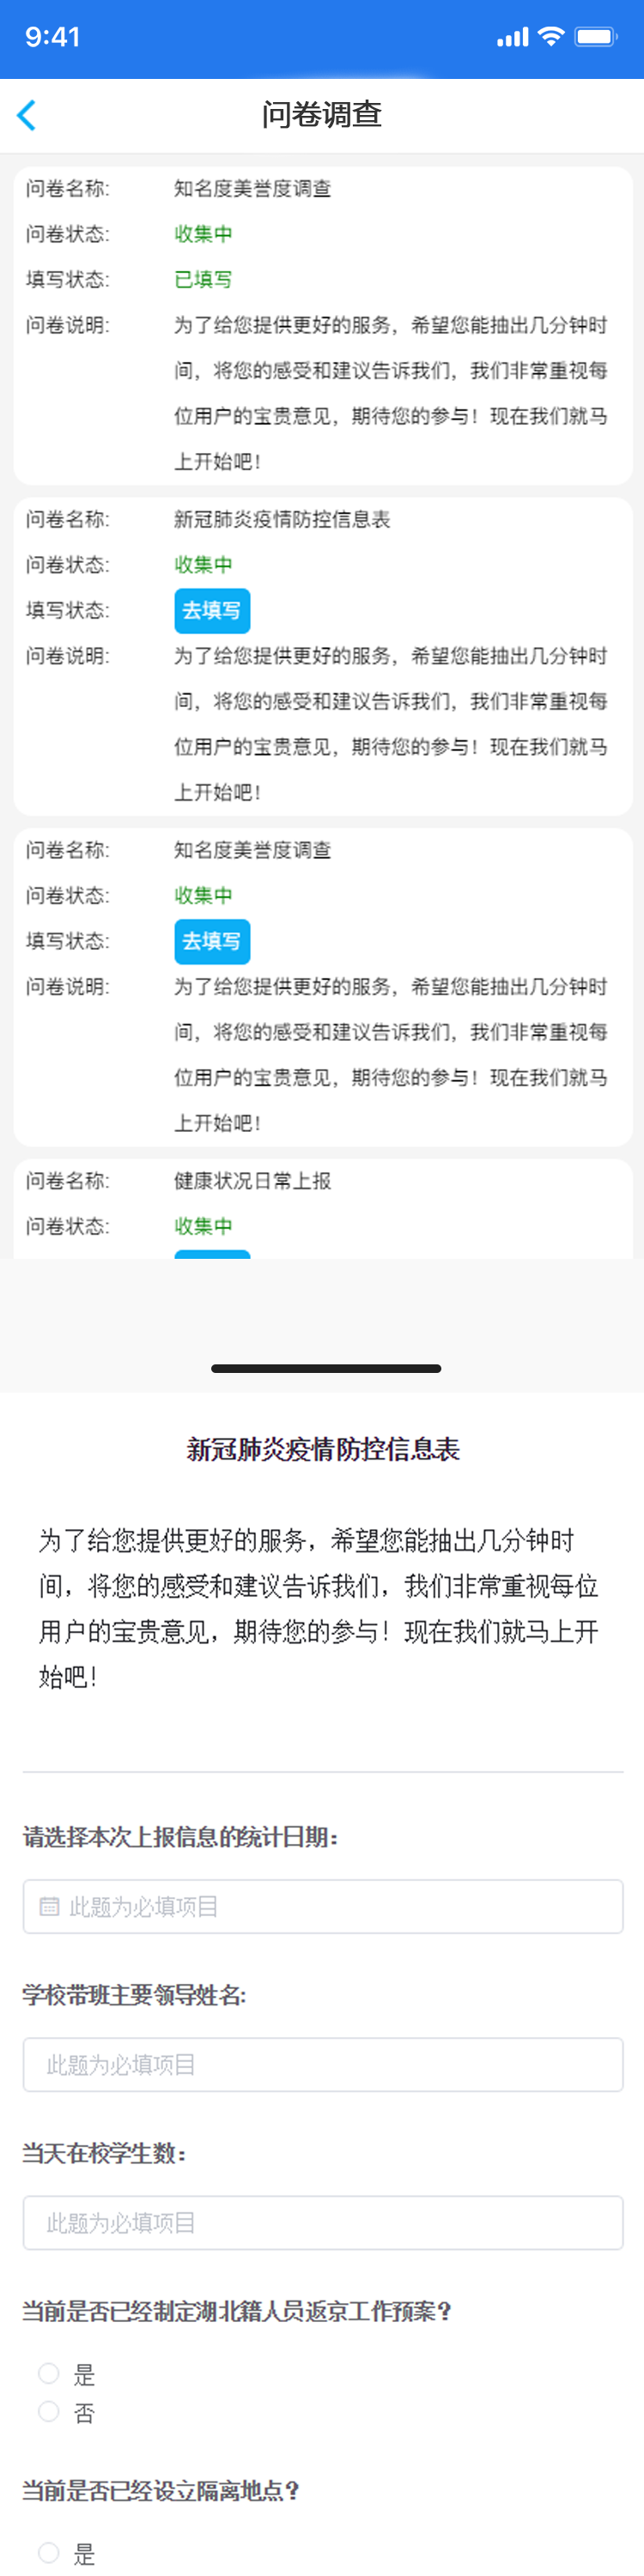 9:41
问卷调查
问卷名称: 知名度美誉度调查
问卷状态: 收集中
填写状态: 已填写
问卷说明: 为了给您提供更好的服务，希望您能抽出几分钟时
间，将您的感受和建议告诉我们，我们非常重视每
位用户的宝贵意见，期待您的参与！现在我们就马
上开始吧！
问卷名称: 新冠肺炎疫情防控信息表
问卷状态: 收集中
填写状态: 去填写
问卷说明: 为了给您提供更好的服务，希望您能抽出几分钟时
间，将您的感受和建议告诉我们，我们非常重视每
位用户的宝贵意见，期待您的参与！现在我们就马
上开始吧！
问卷名称: 知名度美誉度调查
问卷状态: 收集中
填写状态: 去填写
问卷说明: 为了给您提供更好的服务，希望您能抽出几分钟时
间，将您的感受和建议告诉我们，我们非常重视每
位用户的宝贵意见，期待您的参与！现在我们就马
上开始吧！
问卷名称: 健康状况日常上报
问卷状态: 收集中
新冠肺炎疫情防控信息表
为了给您提供更好的服务，希望您能抽出几分钟时
间，将您的感受和建议告诉我们，我们非常重视每位
用户的宝贵意见，期待您的参与！现在我们就马上开
始吧！
请选择本次上报信息的统计日期：
此题为必填项目
学校带班主要领导姓名:
此题为必填项目
当天在校学生数：
此题为必填项目
当前是否已经制定湖北籍人员返京工作预案？
是
否
当前是否已经设立隔离地点？
是